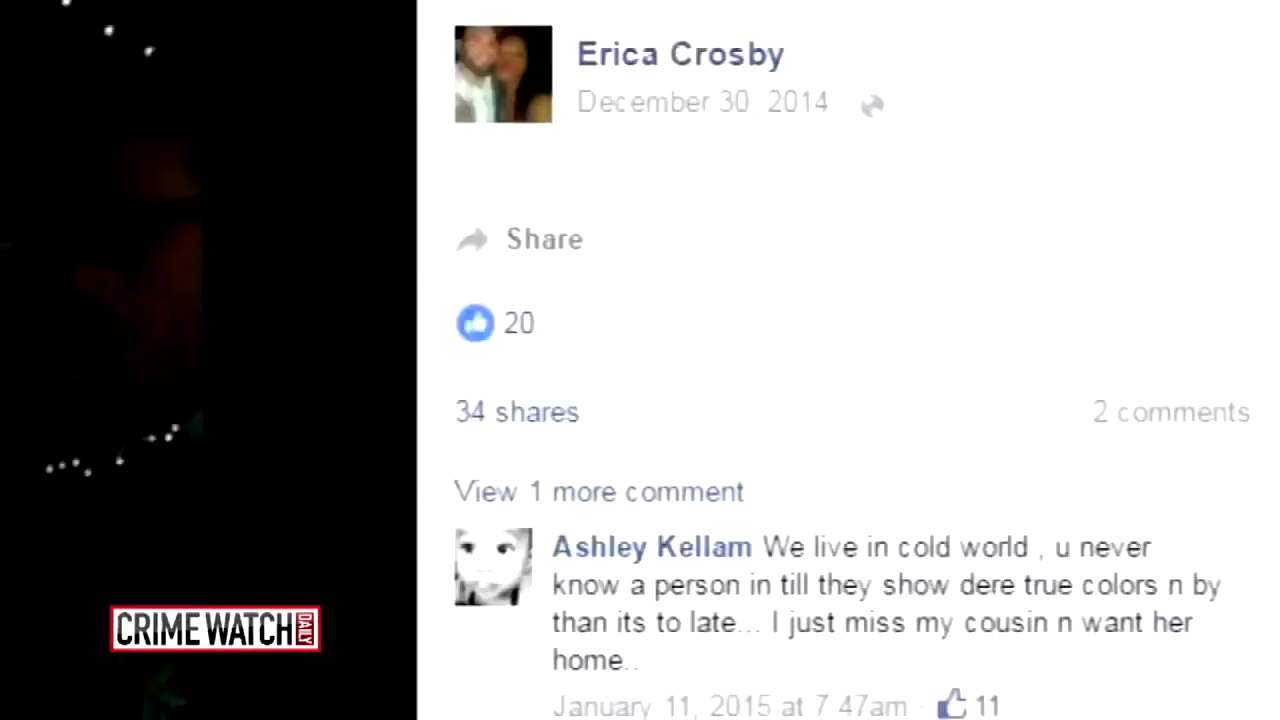 Erica Crosby
December 30 2014
Share
20
34 shares
2 comments
View 1 more comment
Ashley Kellam We live in cold world , u never
know a person in till they show dere true colors n by
than its to late... I just miss my cousin n want her
home..
January 11, 2015 at 7 47am · 11
CRIME WATCH DAILY